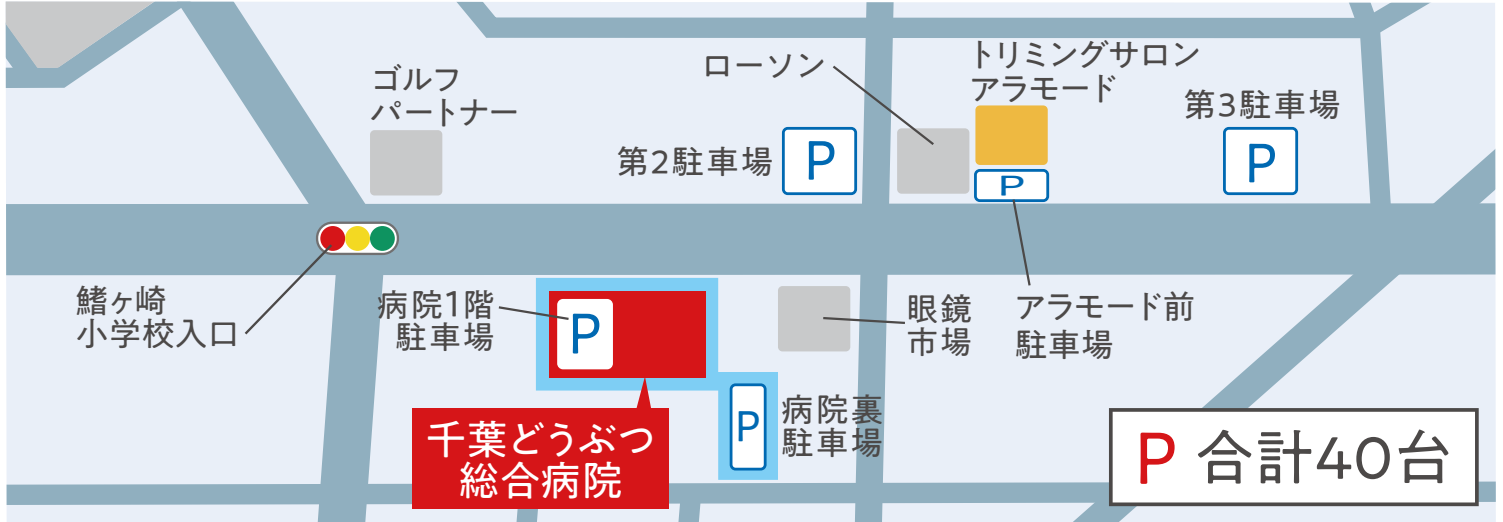 ゴルフ
パートナー
ローソン
トリミングサロン
アラモード
第2駐車場
P
P
第3駐車場
P
鰭ヶ崎
小学校入口
病院1階
駐車場
P
眼鏡
市場
アラモード前
駐車場
千葉どうぶつ
総合病院
P
病院裏
駐車場
P 合計40台